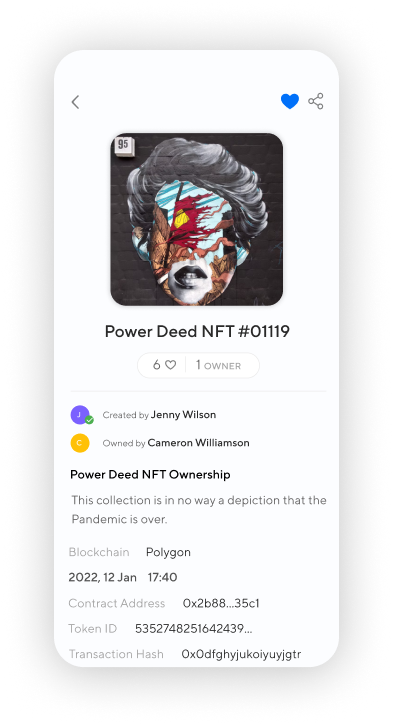 95
Power Deed NFT #01119
6 1 OWNER
J Created by Jenny Wilson
C Owned by Cameron Williamson
Power Deed NFT Ownership
This collection is in no way a depiction that the
Pandemic is over.
Blockchain Polygon
2022, 12 Jan 17:40
Contract Address 0x2b88...35c1
Token ID 5352748251642439...
Transaction Hash 0x0dfghyjukoiyuyjgtr